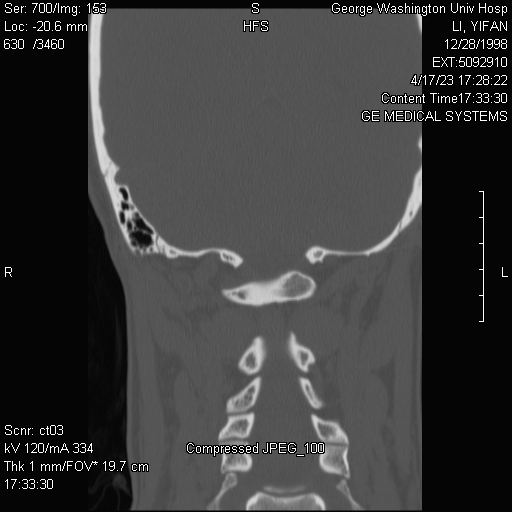 Ser: 700/Img: 153
Loc: -20.6 mm
630 /3460
S
HFS
George Washington Univ Hosp
LI, YIFAN
12/28/1998
EXT:5092910
4/17/23 17:28:22
Content Time17:33:30
GE MEDICAL SYSTEMS
R
L
Scnr: ct03
kV 120/mA 334
Thk 1 mm/FOV* 19.7 cm
17:33:30
Compressed JPEG_100